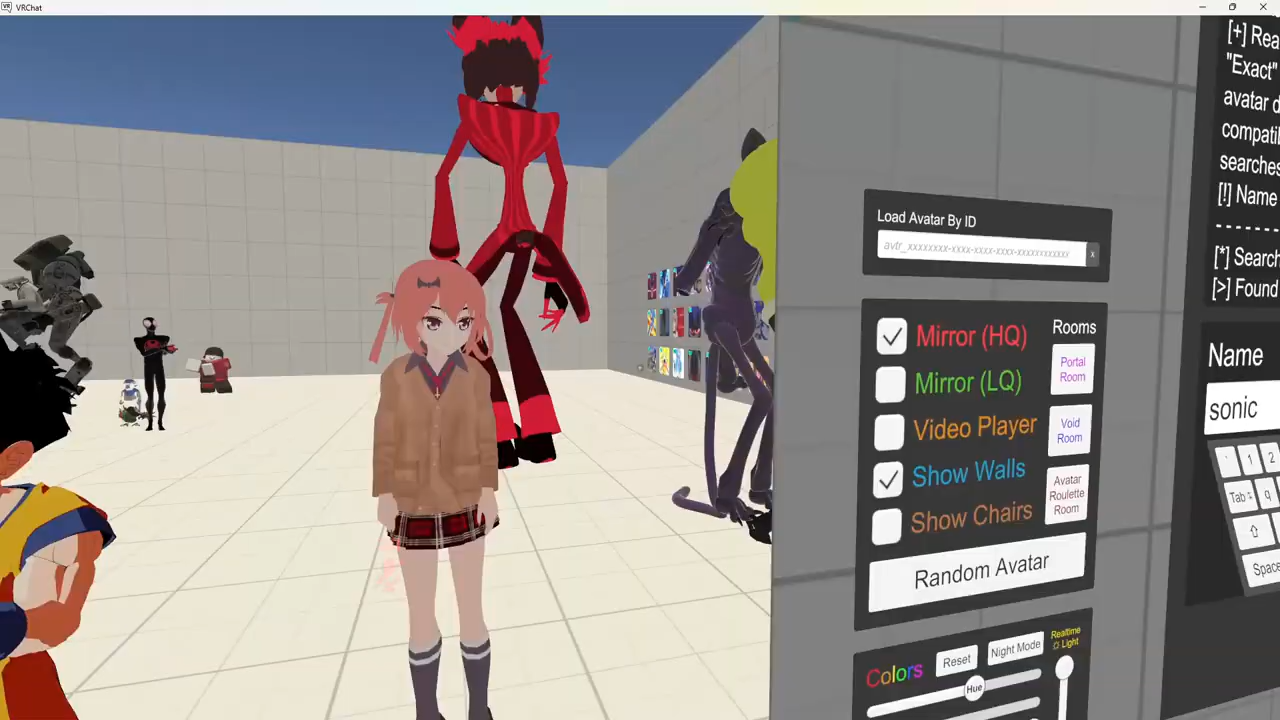 VRChat
Load Avatar By ID
avtr_xxxxxxxx-xxxx-xxxx-xxxx-xxxxxxxxxxxx
x
Mirror (HQ)
Mirror (LQ)
Video Player
Show Walls
Show Chairs
Rooms
Portal
Room
Void
Room
Avatar
Roulette
Room
Random Avatar
Colors
Reset
Night Mode
Realtime
Light
Hue
[+] Rea
"Exact"
avatar d
compati
searches
[!] Name
- - - - - - -
[*] Search
[>] Found
Name
sonic
` 1 2
Tab q
Space